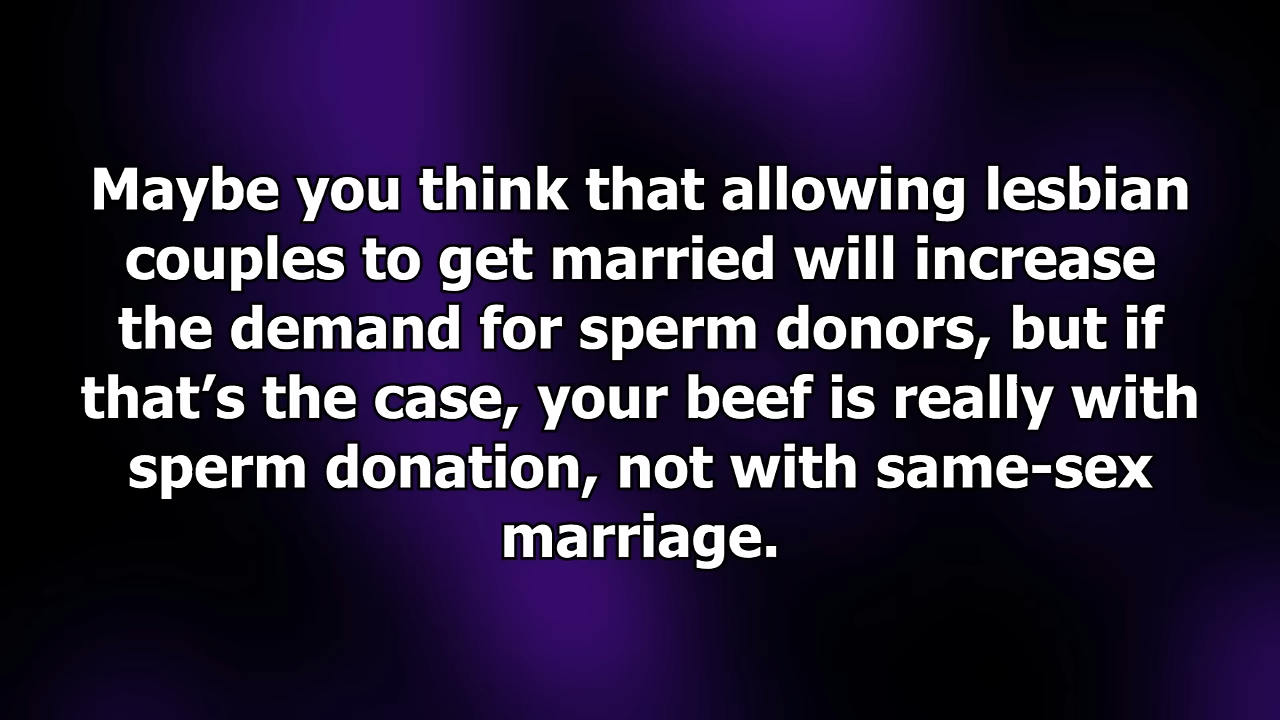 Maybe you think that allowing lesbian
couples to get married will increase
the demand for sperm donors, but if
that’s the case, your beef is really with
sperm donation, not with same-sex
marriage.